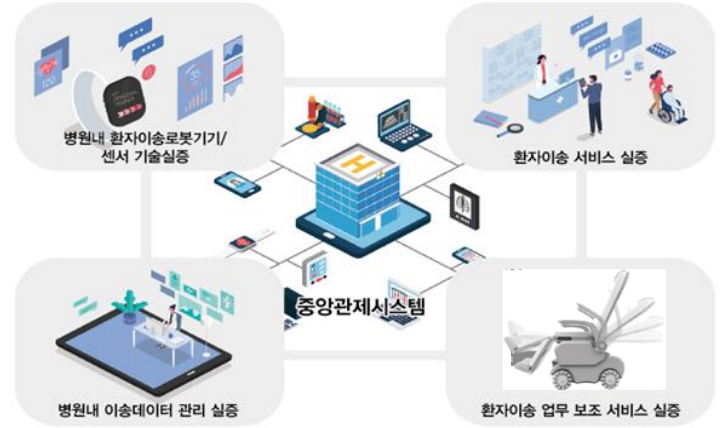 120
35
병원내 환자이송로봇기기/
센서 기술실증
환자이송 서비스 실증
H
중앙관제시스템
병원내 이송데이터 관리 실증
환자이송 업무 보조 서비스 실증